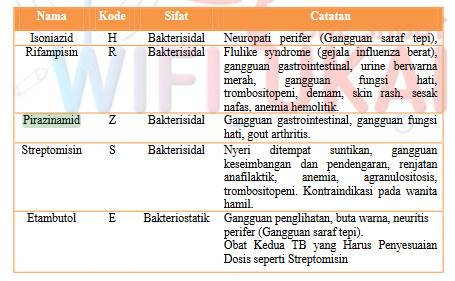 Nama Kode Sifat Catatan
Isoniazid H Bakterisidal Neuropati perifer (Gangguan saraf tepi),
Rifampisin R Bakterisidal Flulike syndrome (gejala influenza berat),
gangguan gastrointestinal, urine berwarna
merah, gangguan fungsi hati,
trombositopeni, demam, skin rash, sesak
nafas, anemia hemolitik.
Pirazinamid Z Bakterisidal Gangguan gastrointestinal, gangguan fungsi
hati, gout arthritis.
Streptomisin S Bakterisidal Nyeri ditempat suntikan, gangguan
keseimbangan dan pendengaran, renjatan
anafilaktik, anemia, agranulositosis,
trombositopeni. Kontraindikasi pada wanita
hamil.
Etambutol E Bakteriostatik Gangguan penglihatan, buta warna, neuritis
perifer (Gangguan saraf tepi).
Obat Kedua TB yang Harus Penyesuaian
Dosis seperti Streptomisin